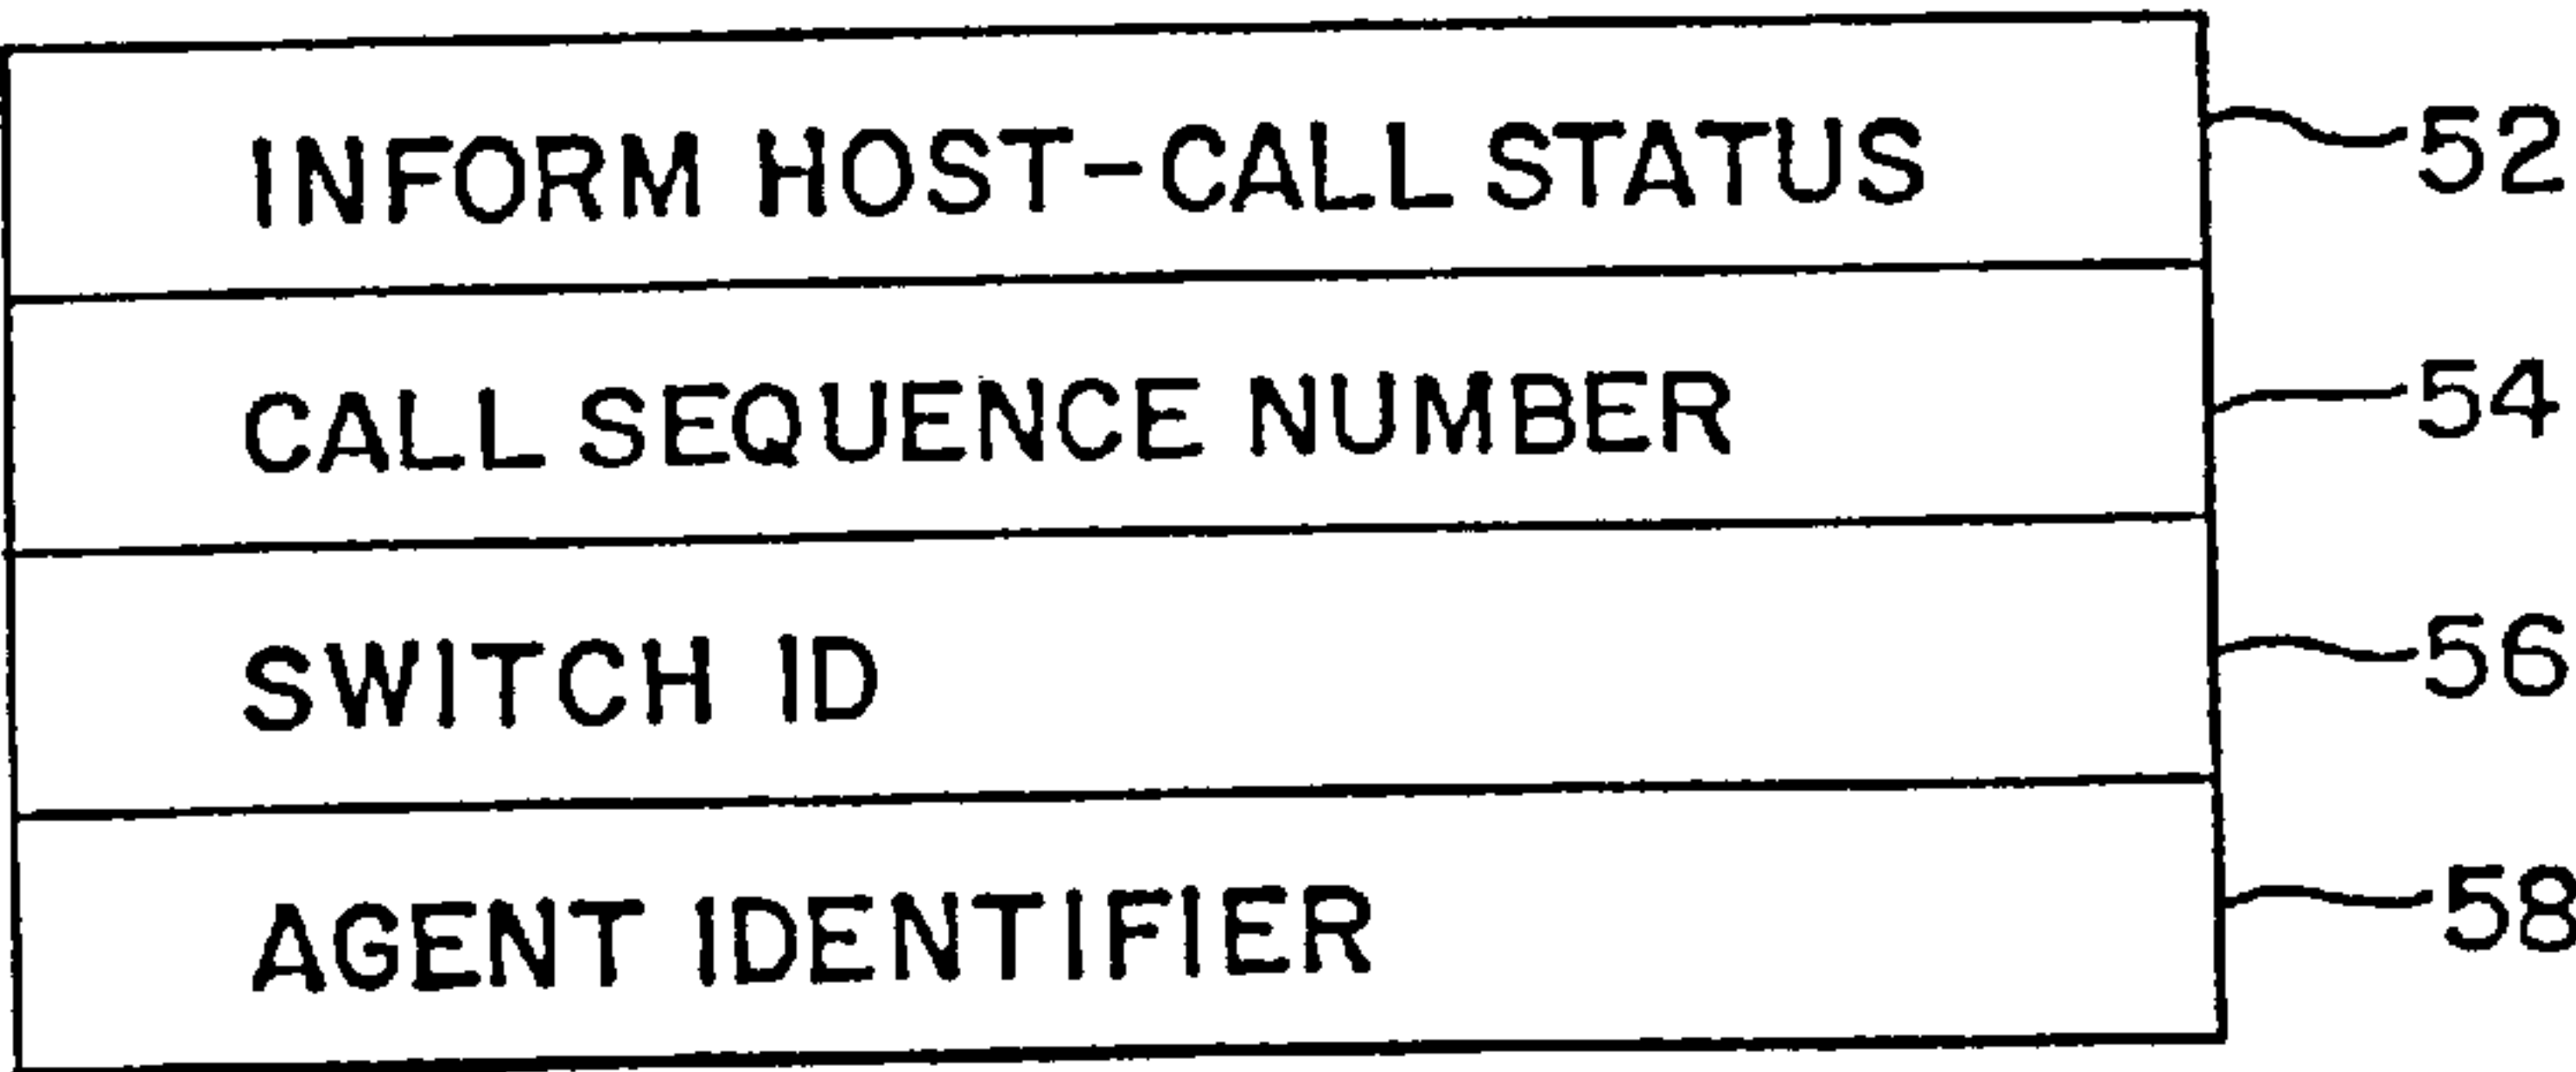 INFORM HOST-CALL STATUS 52
CALL SEQUENCE NUMBER 54
SWITCH ID 56
AGENT IDENTIFIER 58